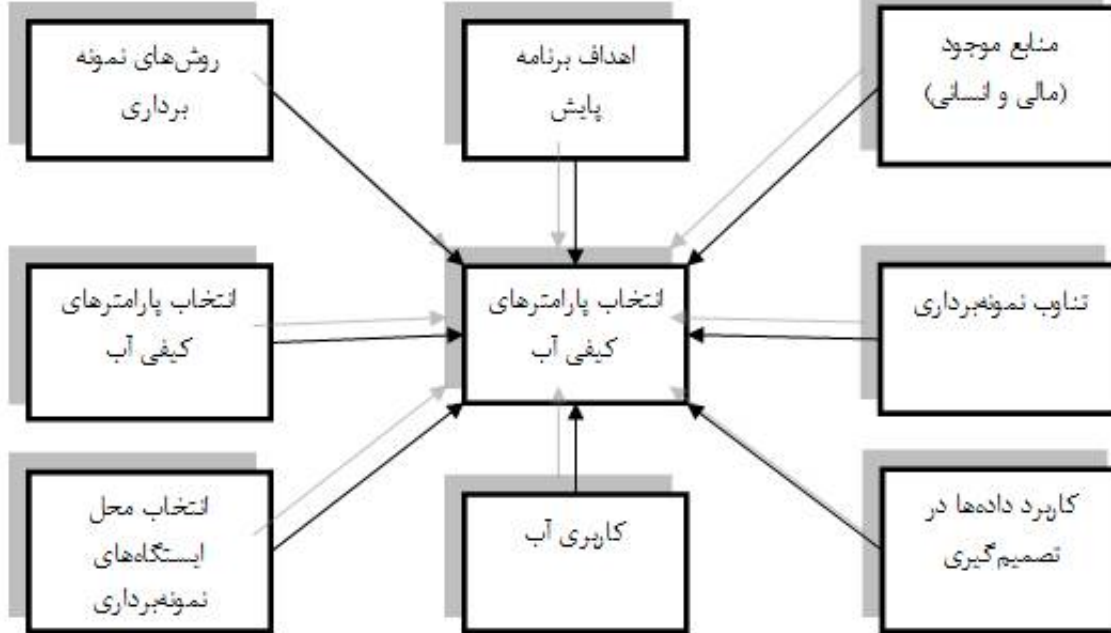 منابع موجود
(مالی و انسانی)
اهداف برنامه
پایش
روش‌های نمونه
برداری
تناوب نمونه‌برداری
انتخاب پارامترهای
کیفی آب
انتخاب پارامترهای
کیفی آب
کاربرد داده‌ها در
تصمیم‌گیری
کاربری آب
انتخاب محل
ایستگاه‌های
نمونه‌برداری